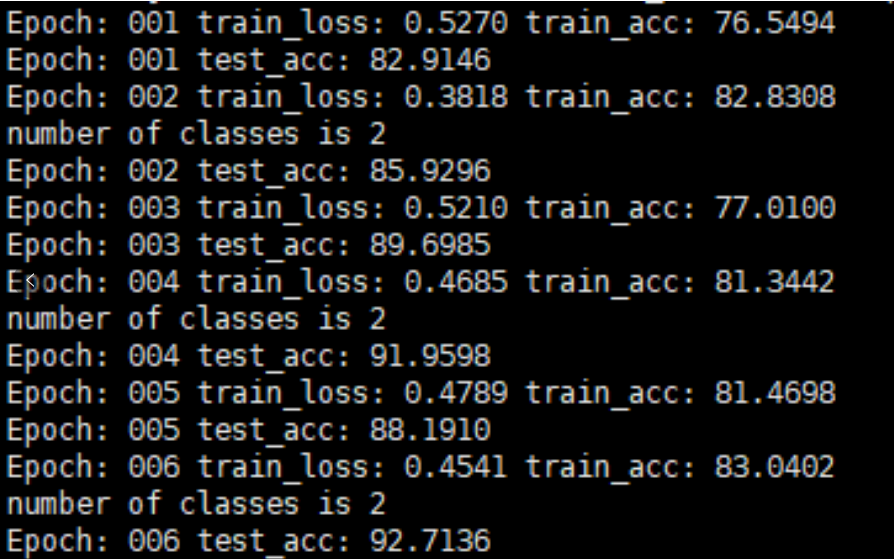 Epoch: 001 train_loss: 0.5270 train_acc: 76.5494
Epoch: 001 test_acc: 82.9146
Epoch: 002 train_loss: 0.3818 train_acc: 82.8308
number of classes is 2
Epoch: 002 test_acc: 85.9296
Epoch: 003 train_loss: 0.5210 train_acc: 77.0100
Epoch: 003 test_acc: 89.6985
Epoch: 004 train_loss: 0.4685 train_acc: 81.3442
number of classes is 2
Epoch: 004 test_acc: 91.9598
Epoch: 005 train_loss: 0.4789 train_acc: 81.4698
Epoch: 005 test_acc: 88.1910
Epoch: 006 train_loss: 0.4541 train_acc: 83.0402
number of classes is 2
Epoch: 006 test_acc: 92.7136